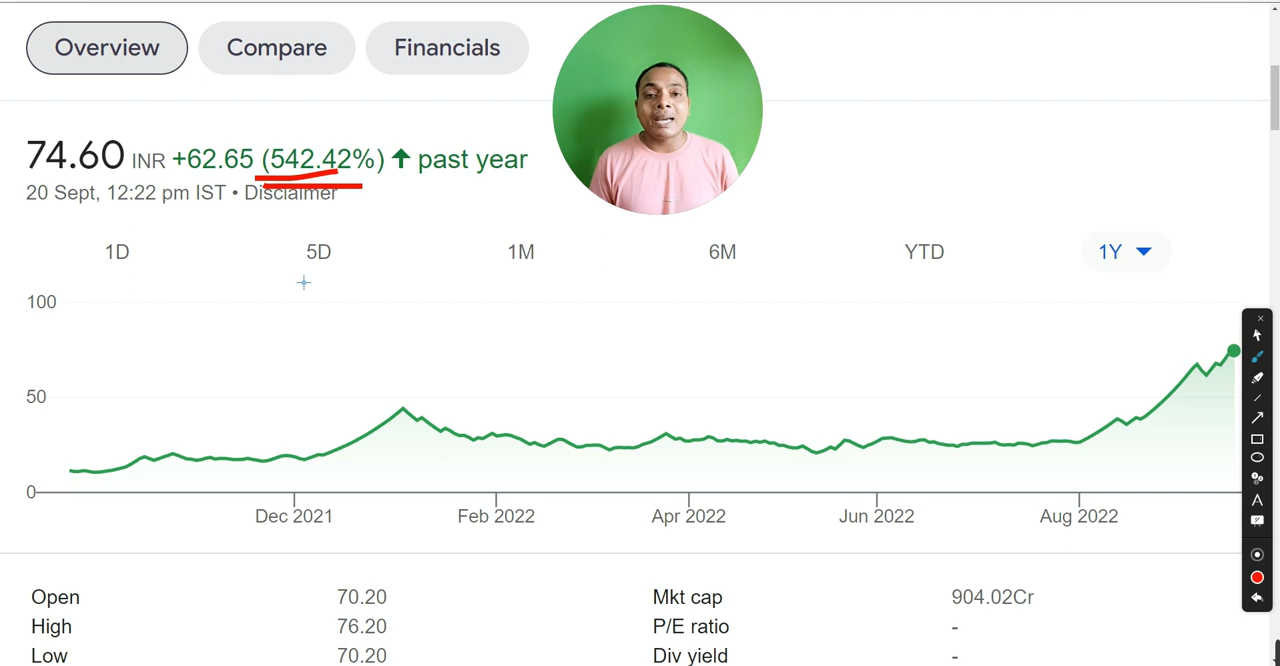 Overview Compare Financials
74.60 INR +62.65 (542.42%) ↑ past year
20 Sept, 12:22 pm IST • Disclaimer
1D 5D 1M 6M YTD 1Y
100
50
0
Dec 2021 Feb 2022 Apr 2022 Jun 2022 Aug 2022
Open 70.20 Mkt cap 904.02Cr
High 76.20 P/E ratio -
Low 70.20 Div yield -
A